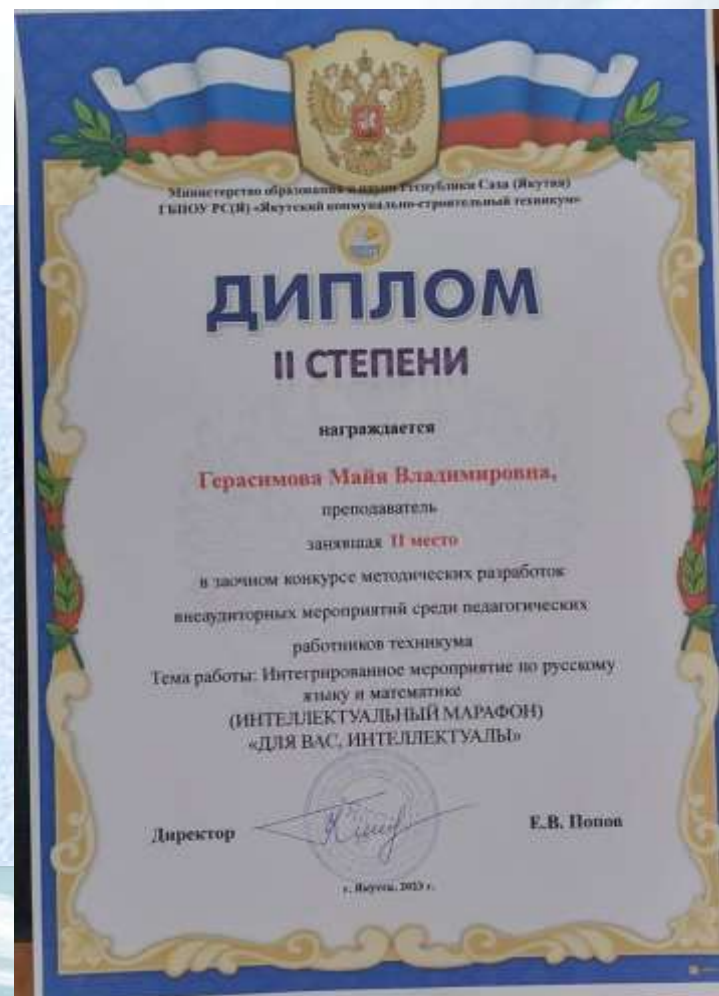 Министерство образования и науки Республики Саха (Якутия)
ГБПОУ РС(Я) «Якутский коммунально-строительный техникум»
ДИПЛОМ
II СТЕПЕНИ
награждается
Герасимова Майя Владимировна,
преподаватель
занявшая II место
в заочном конкурсе методических разработок
внеаудиторных мероприятий среди педагогических
работников техникума
Тема работы: Интегрированное мероприятие по русскому
языку и математике
(ИНТЕЛЛЕКТУАЛЬНЫЙ МАРАФОН)
«ДЛЯ ВАС, ИНТЕЛЛЕКТУАЛЫ»
Директор Е.В. Попов
г. Якутск, 2023 г.